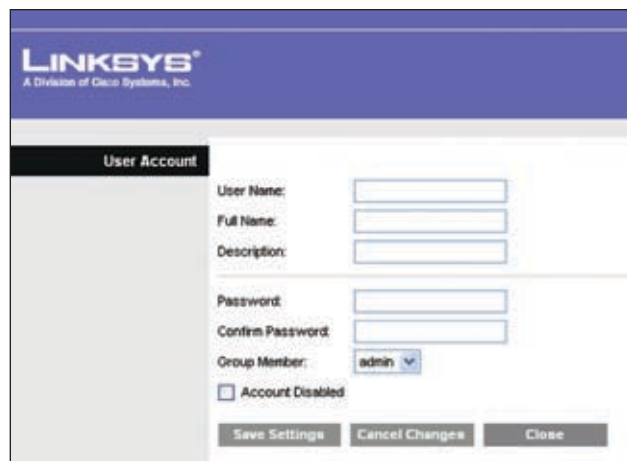 LINKSYS®
A Division of Cisco Systems, Inc.
User Account
User Name:
Full Name:
Description:
Password:
Confirm Password:
Group Member: admin
Account Disabled
Save Settings Cancel Changes Close